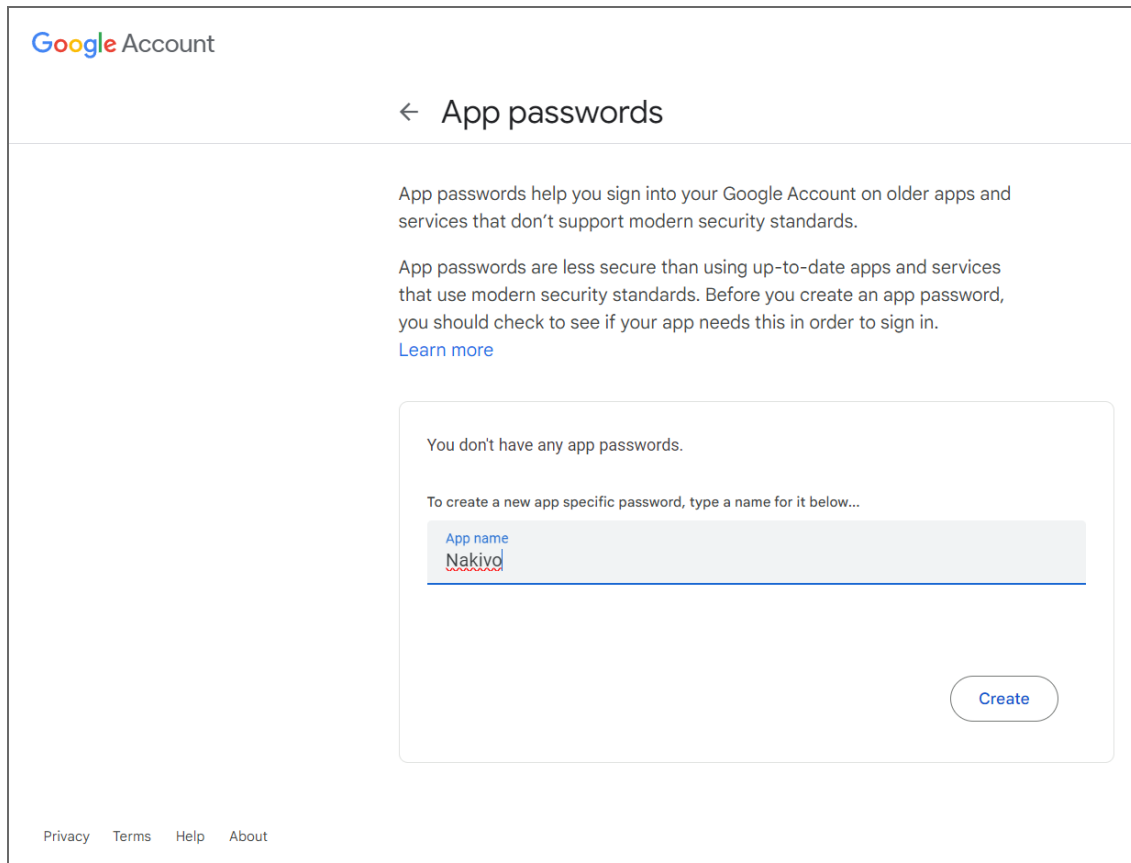 Google Account
App passwords
App passwords help you sign into your Google Account on older apps and
services that don’t support modern security standards.
App passwords are less secure than using up-to-date apps and services
that use modern security standards. Before you create an app password,
you should check to see if your app needs this in order to sign in.
Learn more
You don't have any app passwords.
To create a new app specific password, type a name for it below...
App name
Nakivo
Create
Privacy Terms Help About